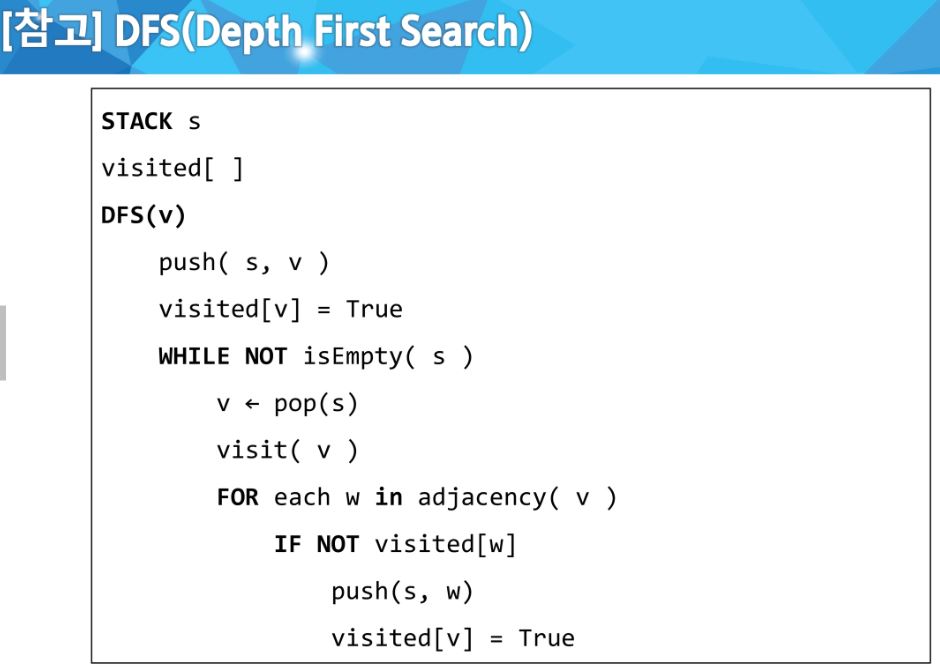 [참고] DFS(Depth First Search)
STACK s
visited[ ]
DFS(v)
push( s, v )
visited[v] = True
WHILE NOT isEmpty( s )
v ← pop(s)
visit( v )
FOR each w in adjacency( v )
IF NOT visited[w]
push(s, w)
visited[v] = True